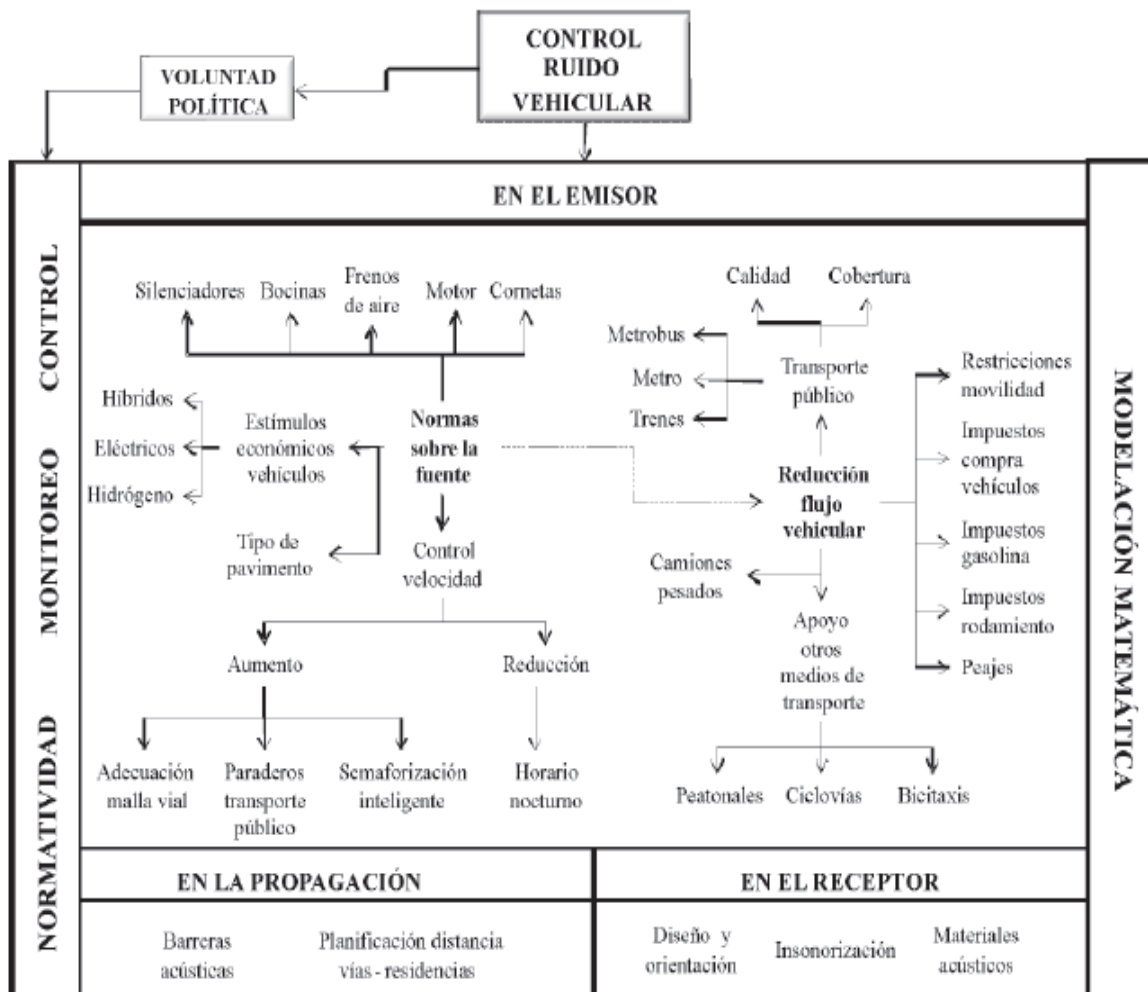 CONTROL
RUIDO
VEHICULAR
VOLUNTAD
POLÍTICA
EN EL EMISOR
CONTROL
MONITOREO
NORMATIVIDAD
MODELACIÓN MATEMÁTICA
Silenciadores
Bocinas
Frenos
de aire
Motor
Cornetas
Híbridos
Eléctricos
Hidrógeno
Estímulos
económicos
vehículos
Normas
sobre la
fuente
Tipo de
pavimento
Control
velocidad
Aumento
Reducción
Adecuación
malla vial
Paraderos
transporte
público
Semaforización
inteligente
Horario
nocturno
Calidad
Cobertura
Metrobus
Metro
Trenes
Transporte
público
Reducción
flujo
vehicular
Restricciones
movilidad
Impuestos
compra
vehículos
Impuestos
gasolina
Impuestos
rodamiento
Peajes
Camiones
pesados
Apoyo
otros
medios de
transporte
Peatonales
Ciclovías
Bicitaxis
EN LA PROPAGACIÓN
Barreras
acústicas
Planificación distancia
vías - residencias
EN EL RECEPTOR
Diseño y
orientación
Insonorización
Materiales
acústicos